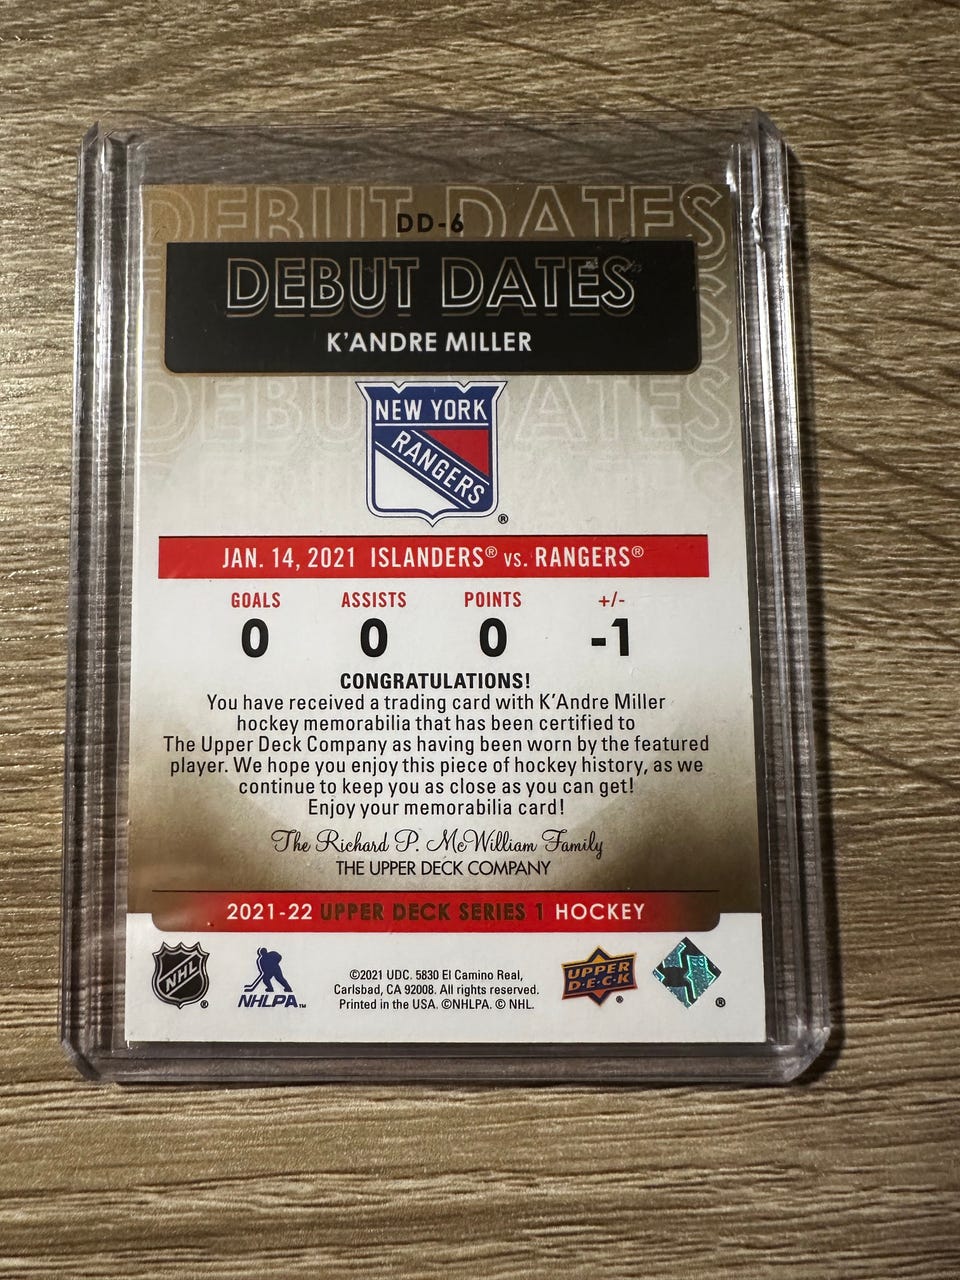 DEBUT DATES
DD-6
DEBUT DATES
K'ANDRE MILLER
DEBUT DATES
NEW YORK
RANGERS
®
JAN. 14, 2021 ISLANDERS® VS. RANGERS®
GOALS ASSISTS POINTS +/-
0 0 0 -1
CONGRATULATIONS!
You have received a trading card with K'Andre Miller
hockey memorabilia that has been certified to
The Upper Deck Company as having been worn by the featured
player. We hope you enjoy this piece of hockey history, as we
continue to keep you as close as you can get!
Enjoy your memorabilia card!
The Richard P. McWilliam Family
THE UPPER DECK COMPANY
2021-22 UPPER DECK SERIES 1 HOCKEY
NHL ®
NHLPA™
©2021 UDC. 5830 El Camino Real,
Carlsbad, CA 92008. All rights reserved.
Printed in the USA. ©NHLPA. © NHL.
UPPER
D·E·C·K ®
®